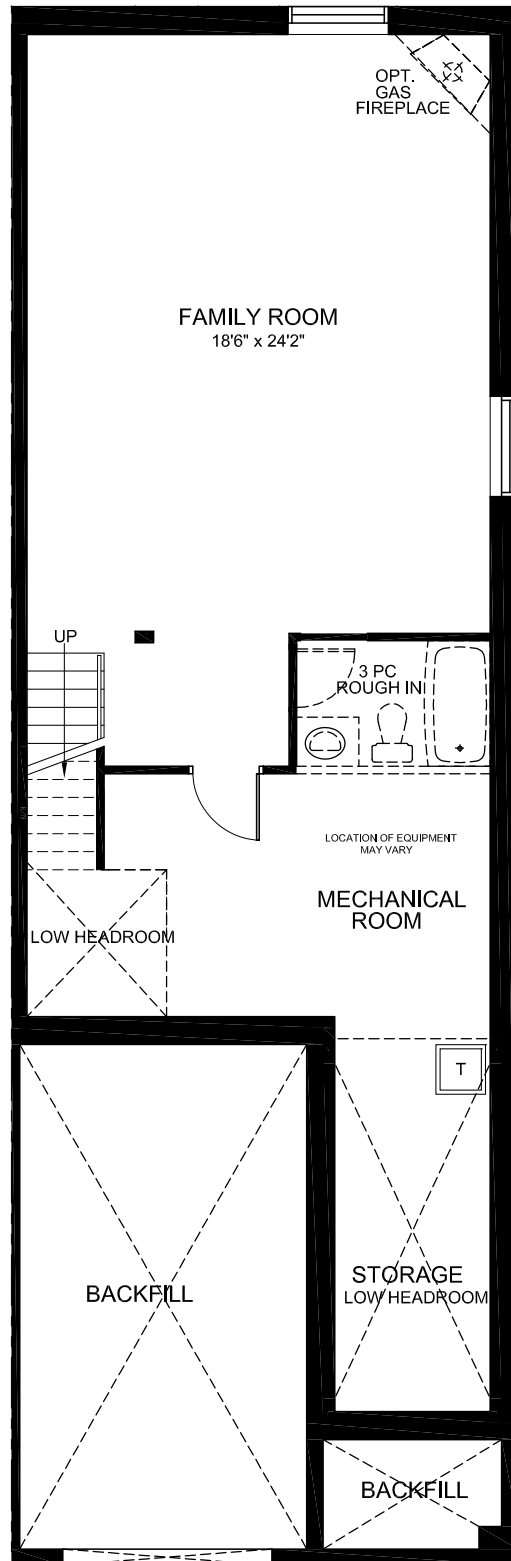 OPT.
GAS
FIREPLACE
FAMILY ROOM
18'6" x 24'2"
UP
3 PC
ROUGH IN
LOCATION OF EQUIPMENT
MAY VARY
MECHANICAL
ROOM
LOW HEADROOM
T
STORAGE
LOW HEADROOM
BACKFILL
BACKFILL